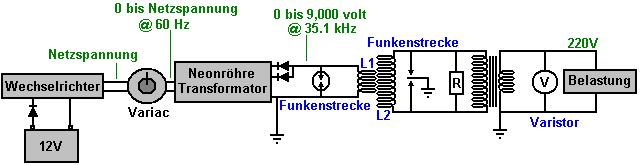 0 bis Netzspannung
@ 60 Hz
0 bis 9,000 volt
@ 35.1 kHz
Netzspannung
Funkenstrecke
220V
Wechselrichter
Neonröhre
Transformator
L1
R
V
Belastung
Variac
Funkenstrecke
L2
Varistor
12V